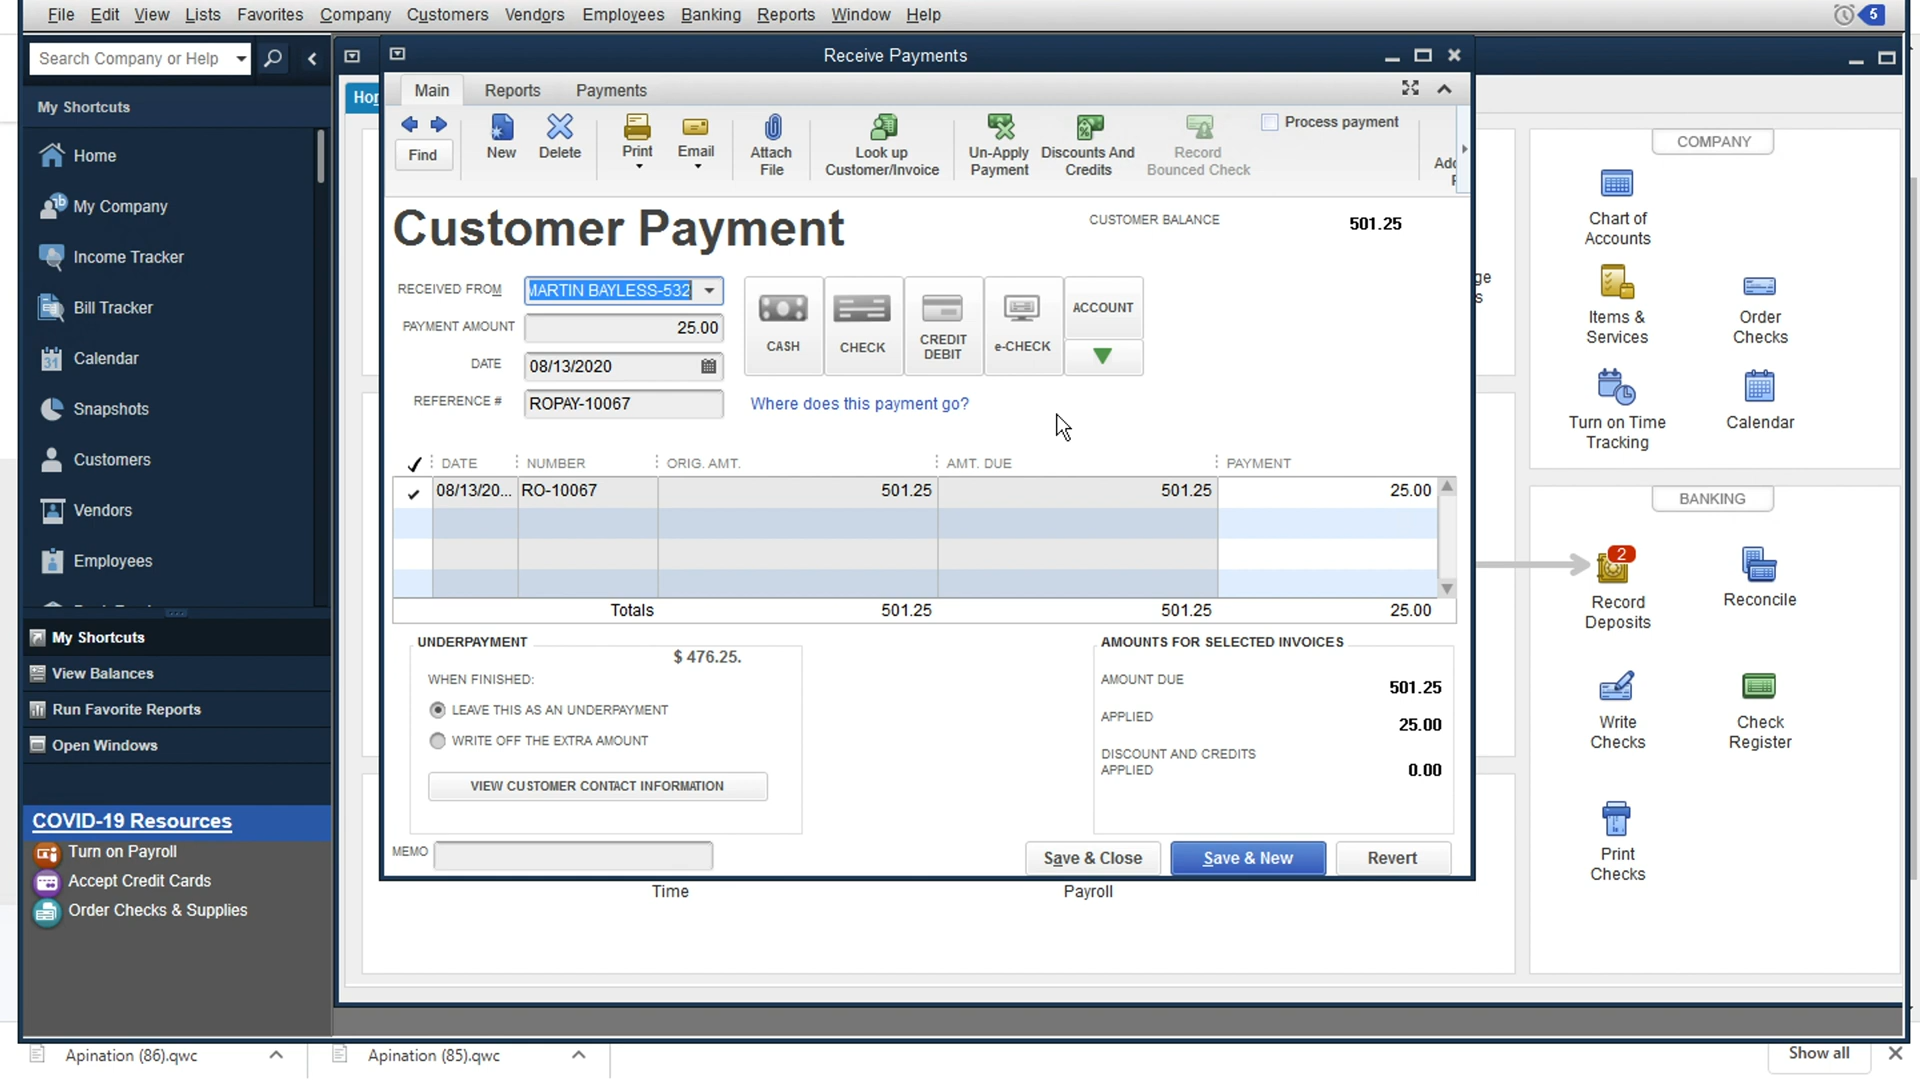 File Edit View Lists Favorites Company Customers Vendors Employees Banking Reports Window Help
5
Search Company or Help
Receive Payments
My Shortcuts
Home
My Company
Income Tracker
Bill Tracker
Calendar
31
Snapshots
Customers
Vendors
Employees
My Shortcuts
View Balances
Run Favorite Reports
Open Windows
COVID-19 Resources
Turn on Payroll
Accept Credit Cards
Order Checks & Supplies
Main Reports Payments
Find
New
Delete
Print
Email
Attach
File
Look up
Customer/Invoice
Un-Apply
Payment
Discounts And
Credits
Record
Bounced Check
Process payment
Customer Payment
CUSTOMER BALANCE 501.25
RECEIVED FROM MARTIN BAYLESS-532
PAYMENT AMOUNT 25.00
DATE 08/13/2020
REFERENCE # ROPAY-10067
CASH
CHECK
CREDIT
DEBIT
e-CHECK
ACCOUNT
Where does this payment go?
DATE NUMBER ORIG. AMT. AMT. DUE PAYMENT
08/13/20... RO-10067 501.25 501.25 25.00
Totals 501.25 501.25 25.00
UNDERPAYMENT
$ 476.25.
WHEN FINISHED:
LEAVE THIS AS AN UNDERPAYMENT
WRITE OFF THE EXTRA AMOUNT
VIEW CUSTOMER CONTACT INFORMATION
AMOUNTS FOR SELECTED INVOICES
AMOUNT DUE 501.25
APPLIED 25.00
DISCOUNT AND CREDITS
APPLIED 0.00
MEMO
Save & Close Save & New Revert
Time Payroll
COMPANY
Chart of
Accounts
Items &
Services
Order
Checks
Turn on Time
Tracking
Calendar
BANKING
2
Record
Deposits
Reconcile
Write
Checks
Check
Register
Print
Checks
Apination (86).qwc
Apination (85).qwc
Show all